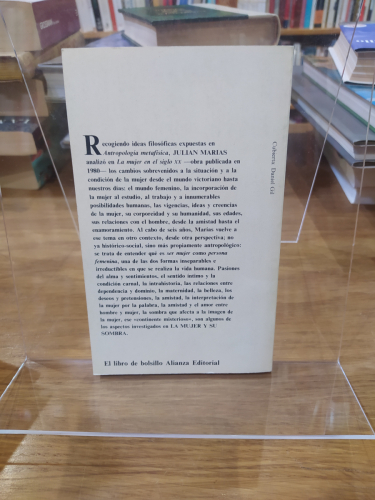 Recogiendo ideas filosóficas expuestas en
Antropología metafísica, JULIAN MARIAS
analizó en La mujer en el siglo XX —obra publicada en
1980— los cambios sobrevenidos a la situación y a la
condición de la mujer desde el mundo victoriano hasta
nuestros días: el mundo femenino, la incorporación de
la mujer al estudio, al trabajo y a innumerables
posibilidades humanas, las vigencias, ideas y creencias
de la mujer, su corporeidad y su humanidad, sus edades,
sus relaciones con el hombre, desde la amistad hasta el
enamoramiento. Al cabo de seis años, Marías vuelve a
ese tema en otro contexto, desde otra perspectiva; no
ya histórico-social, sino más propiamente antropológico:
se trata de entender qué es ser mujer como persona
femenina, una de las dos formas inseparables e
irreductibles en que se realiza la vida humana. Pasiones
del alma y sentimientos, el sentido íntimo y la
condición carnal, la intrahistoria, las relaciones entre
dependencia y dominio, la maternidad, la belleza, los
deseos y pretensiones, la amistad, la interpretación de
la mujer por la palabra, la amistad y el amor entre
hombre y mujer, la sombra que afecta a la imagen de
la mujer, ese «continente misterioso», son algunos de
los aspectos investigados en LA MUJER Y SU
SOMBRA.
El libro de bolsillo Alianza Editorial
Cubierta Daniel Gil